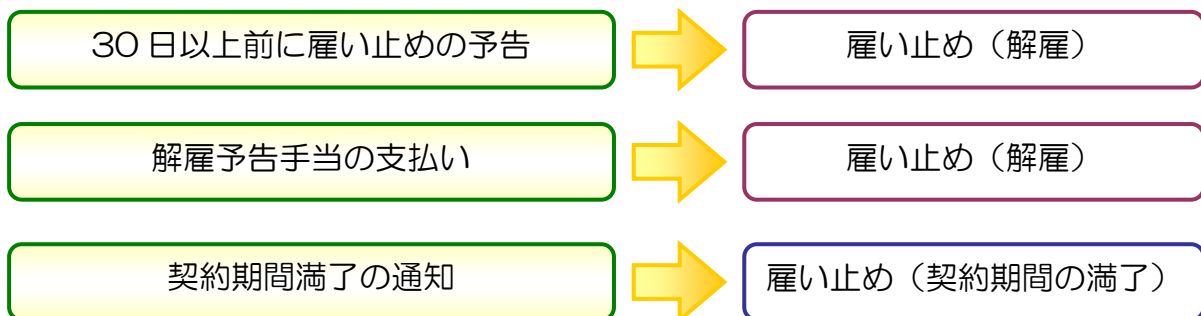 30 日以上前に雇い止めの予告
雇い止め（解雇）
解雇予告手当の支払い
雇い止め（解雇）
契約期間満了の通知
雇い止め（契約期間の満了）